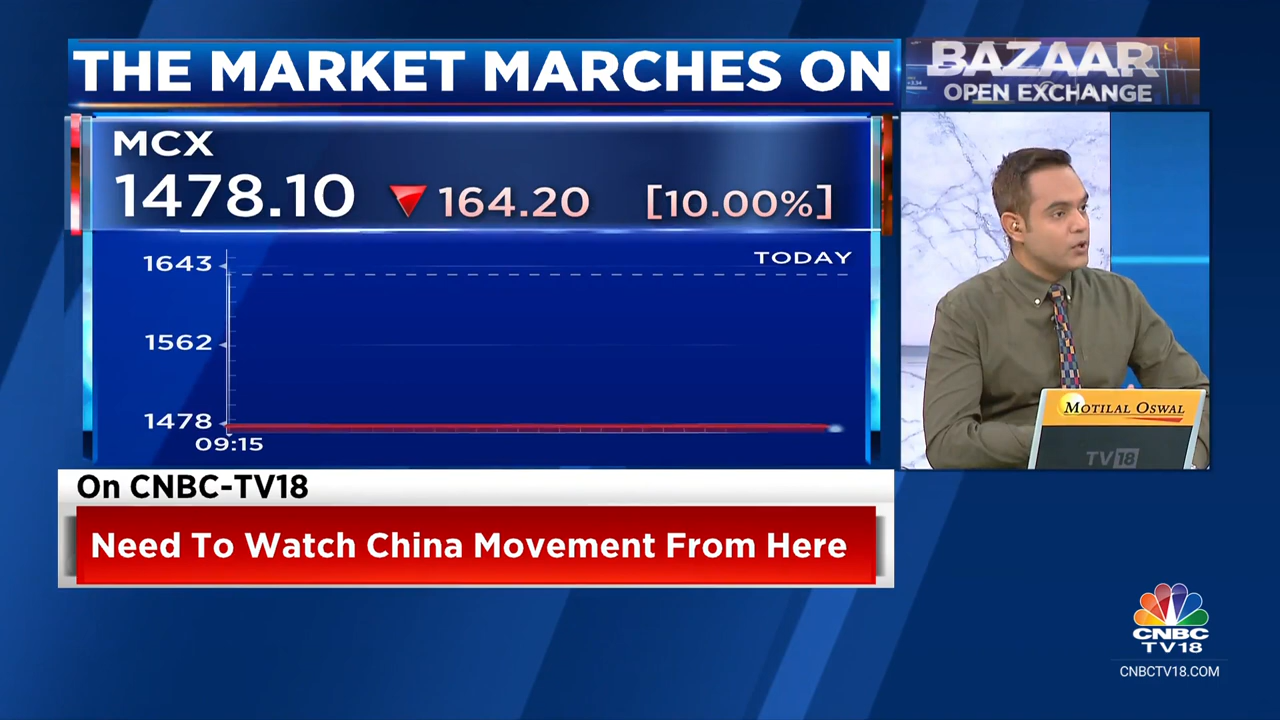 THE MARKET MARCHES ON
BAZAAR
OPEN EXCHANGE
MCX
1478.10 ▼ 164.20 [10.00%]
TODAY
1643
1562
1478
09:15
MOTILAL OSWAL
TV18
On CNBC-TV18
Need To Watch China Movement From Here
CNBC
TV18
CNBCTV18.COM